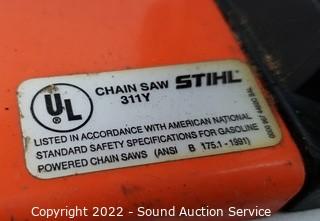 UL
®
CHAIN SAW STIHL®
311Y
LISTED IN ACCORDANCE WITH AMERICAN NATIONAL
STANDARD SAFETY SPECIFICATIONS FOR GASOLINE
POWERED CHAIN SAWS (ANSI B 175.1-1991)
Copyright 2022 - Sound Auction Service